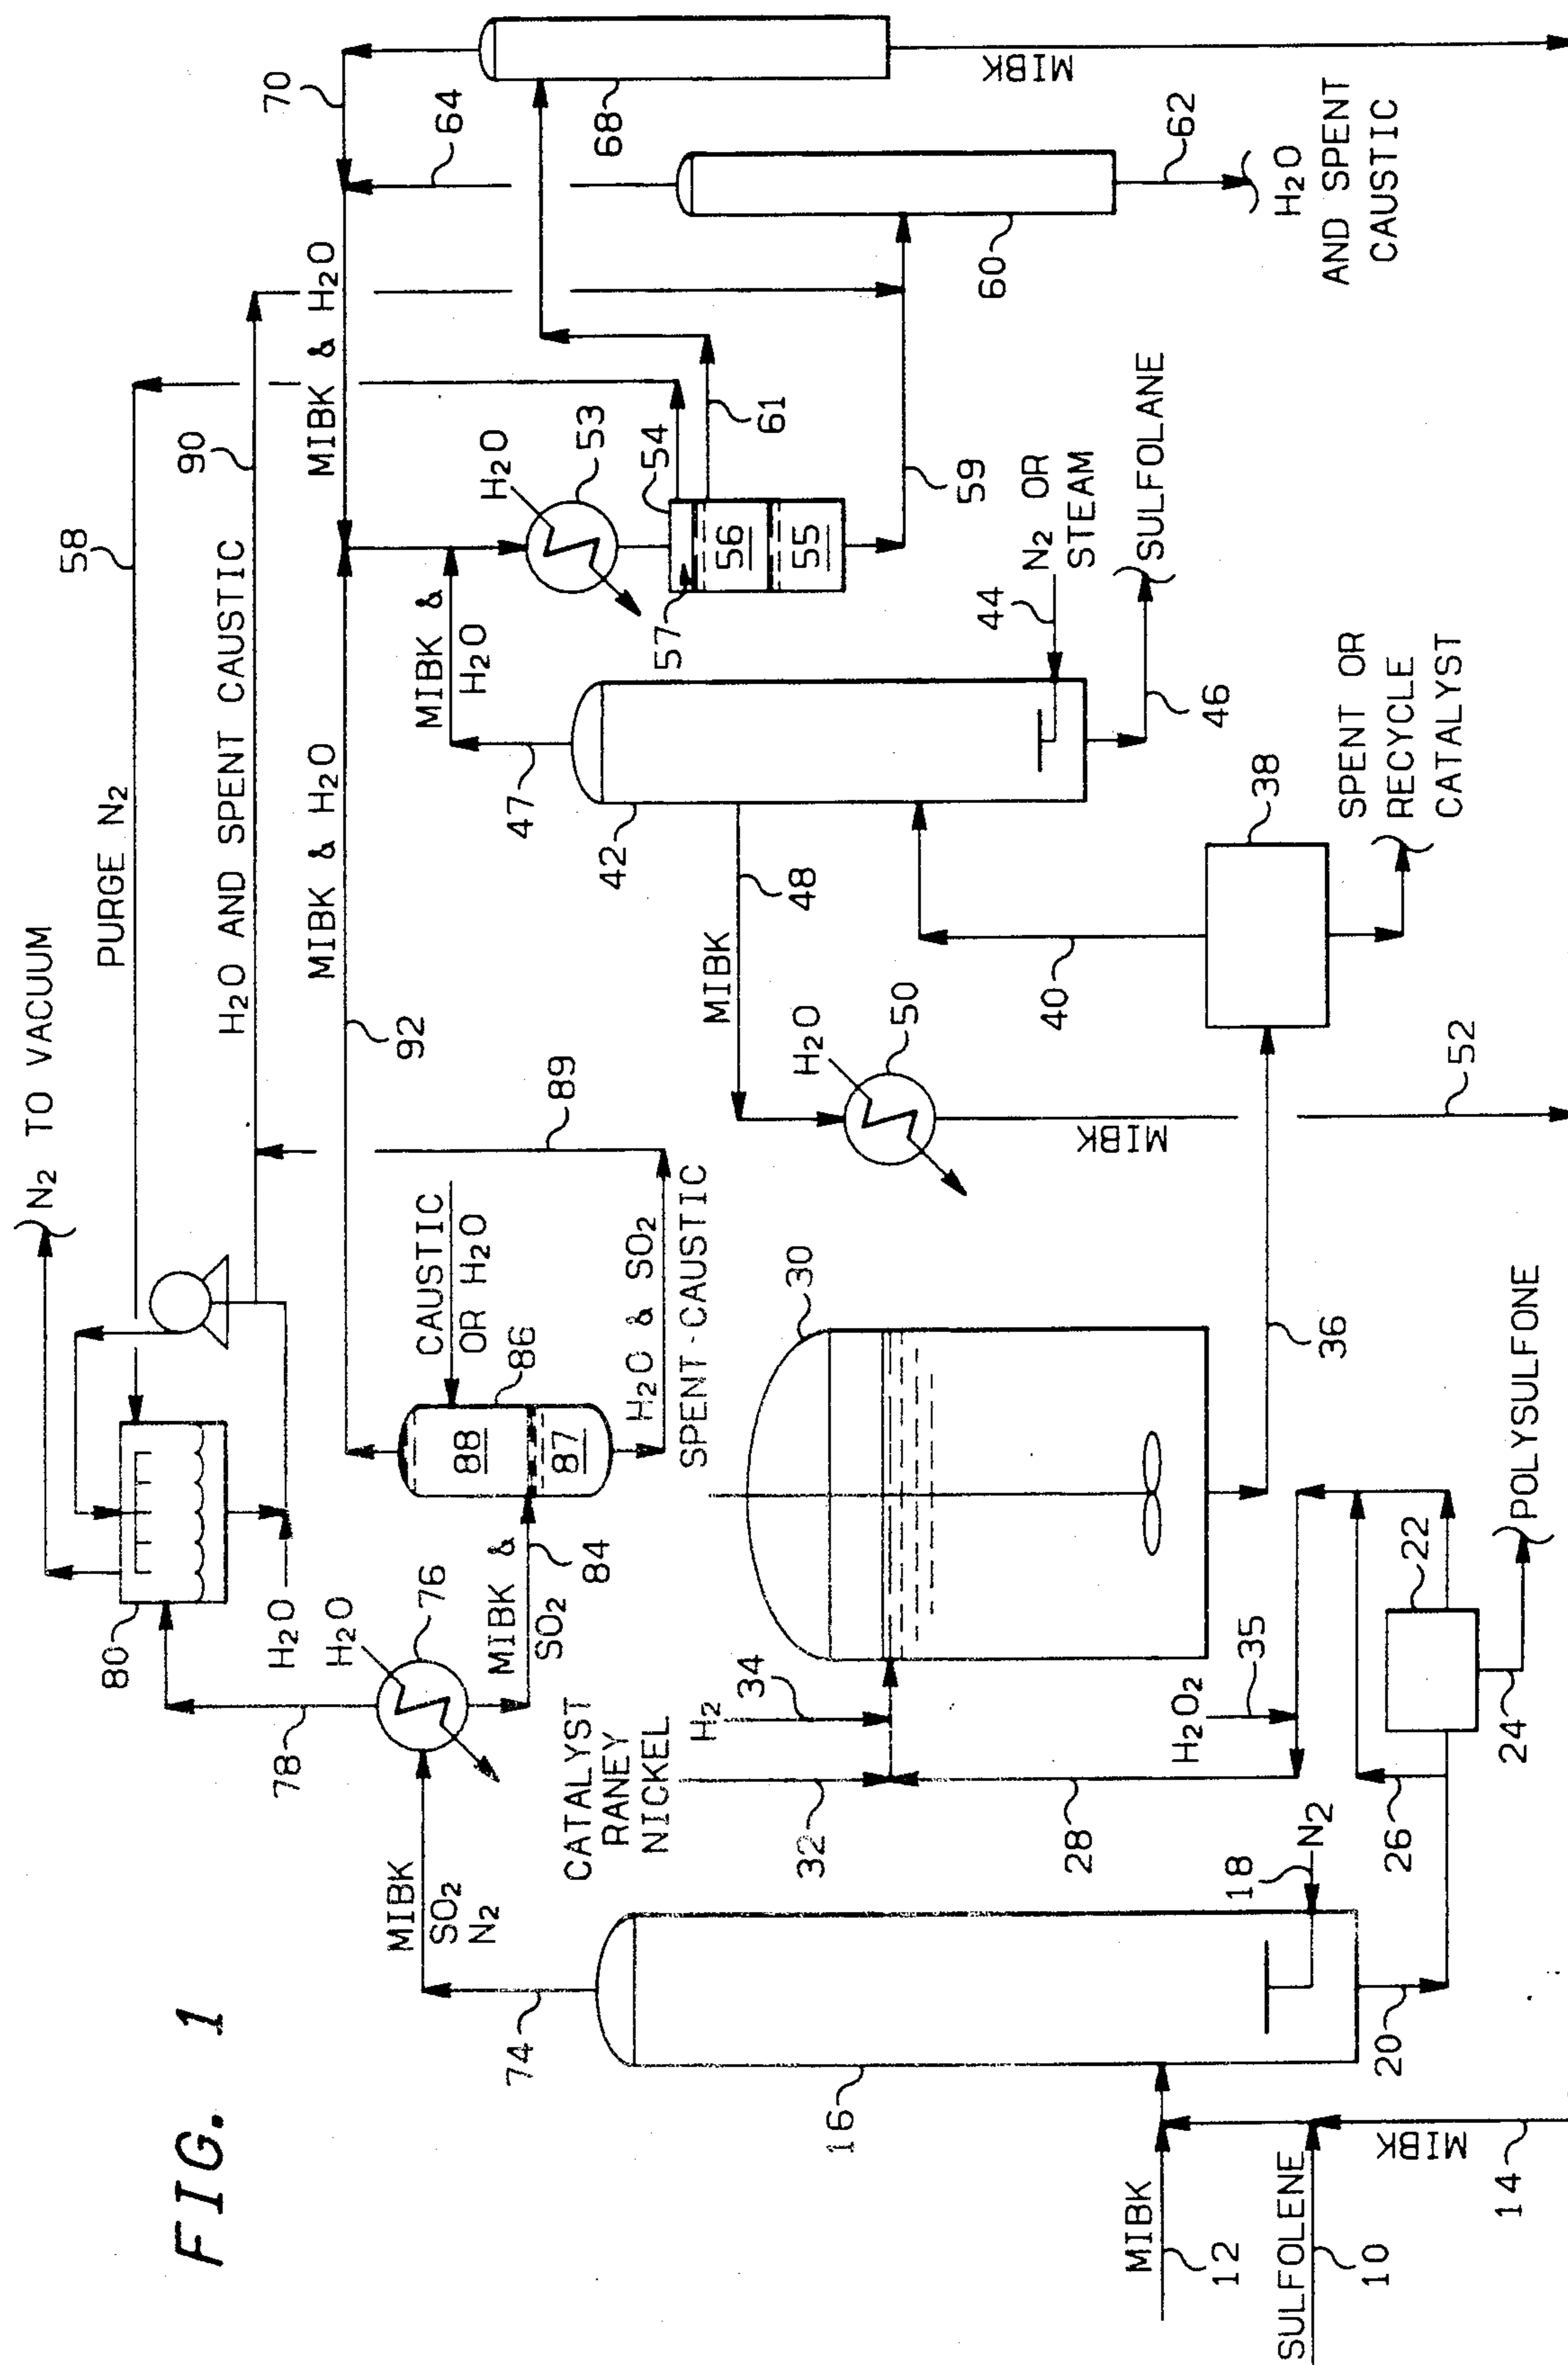 FIG. 1
N₂ TO VACUUM
PURGE N₂
58
H₂O AND SPENT CAUSTIC
90
MIBK & H₂O
92
MIBK & H₂O
70
64
80
H₂O
78
H₂O
76
MIBK &
SO₂
84
88
87
86
CAUSTIC
OR H₂O
H₂O & SO₂
SPENT-CAUSTIC
89
MIBK
SO₂
N₂
74
16
18
N₂
20
MIBK
12
SULFOLENE
10
MIBK
14
CATALYST
RANEY
NICKEL
32
H₂
34
30
28
H₂O₂
35
26
22
24
POLYSULFONE
36
38
SPENT OR
RECYCLE
CATALYST
40
MIBK
48
H₂O
50
MIBK
52
42
47
MIBK &
H₂O
44
N₂ OR
STEAM
46
SULFOLANE
H₂O
53
54
57
56
55
61
59
60
62
H₂O
AND SPENT
CAUSTIC
68
MIBK